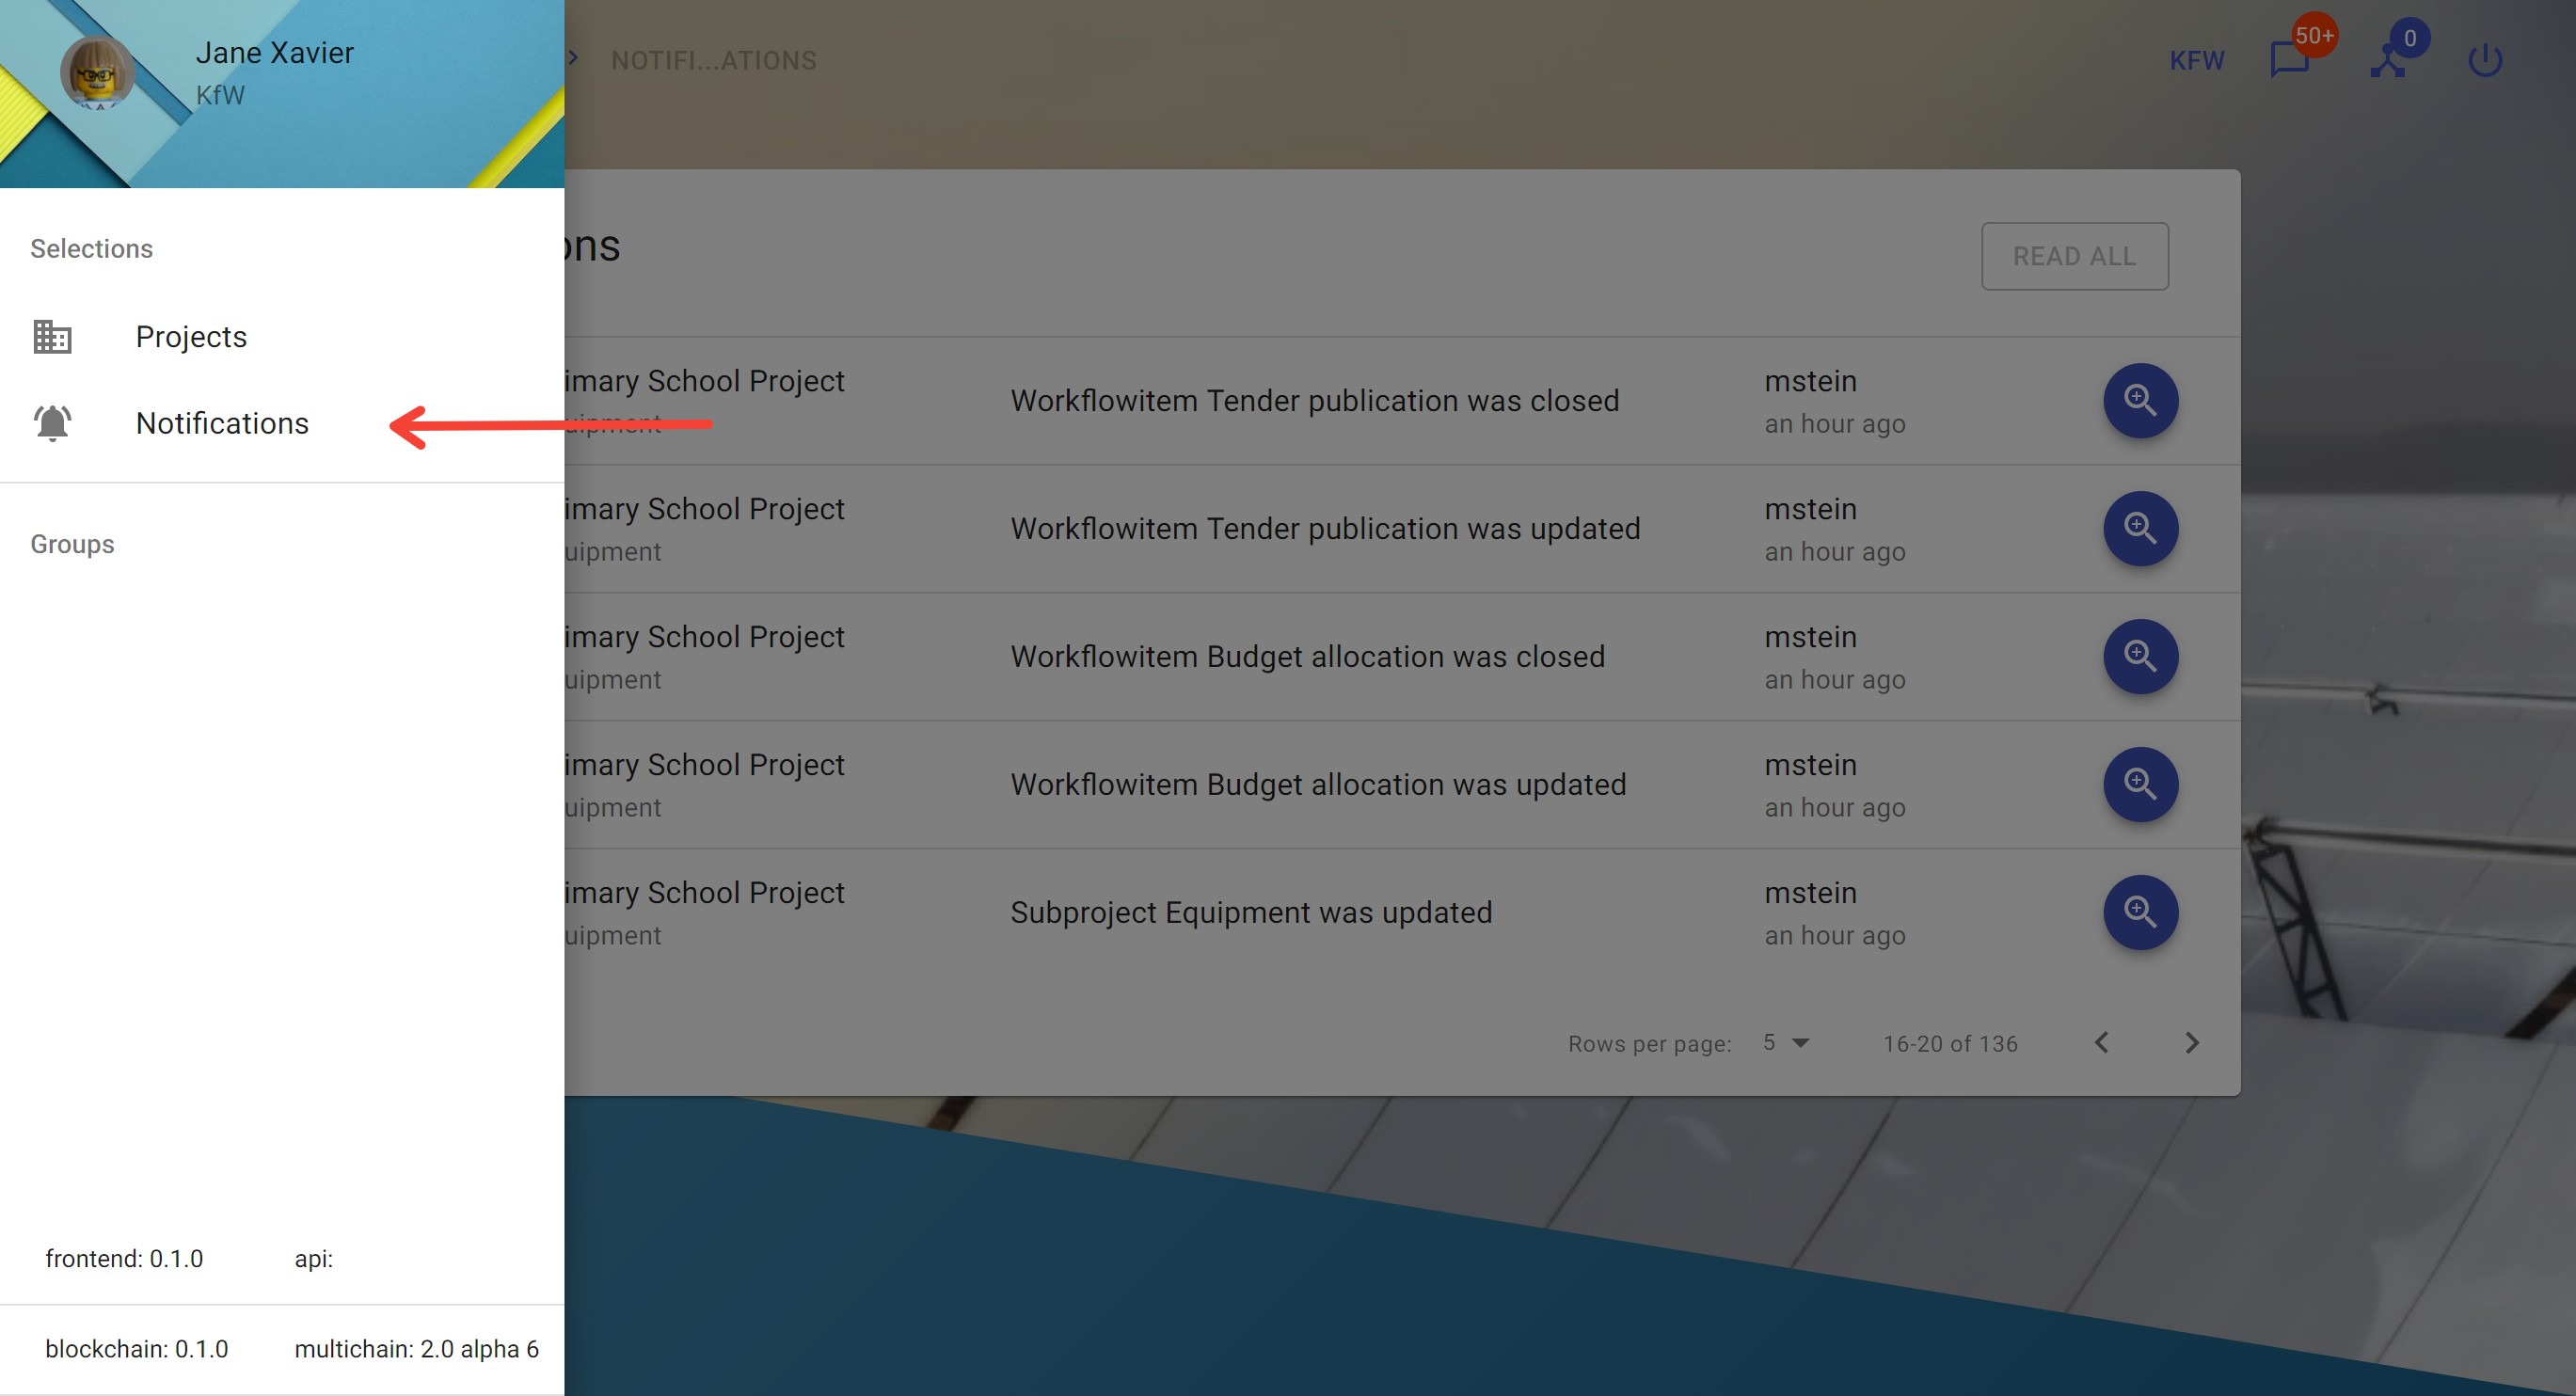 Jane Xavier
KfW
NOTIFI...ATIONS
KFW
50+
0
Selections
Projects
Notifications
Groups
ons
READ ALL
imary School Project
uipment
Workflowitem Tender publication was closed
mstein
an hour ago
imary School Project
uipment
Workflowitem Tender publication was updated
mstein
an hour ago
imary School Project
uipment
Workflowitem Budget allocation was closed
mstein
an hour ago
imary School Project
uipment
Workflowitem Budget allocation was updated
mstein
an hour ago
imary School Project
uipment
Subproject Equipment was updated
mstein
an hour ago
Rows per page: 5 16-20 of 136
frontend: 0.1.0 api:
blockchain: 0.1.0 multichain: 2.0 alpha 6